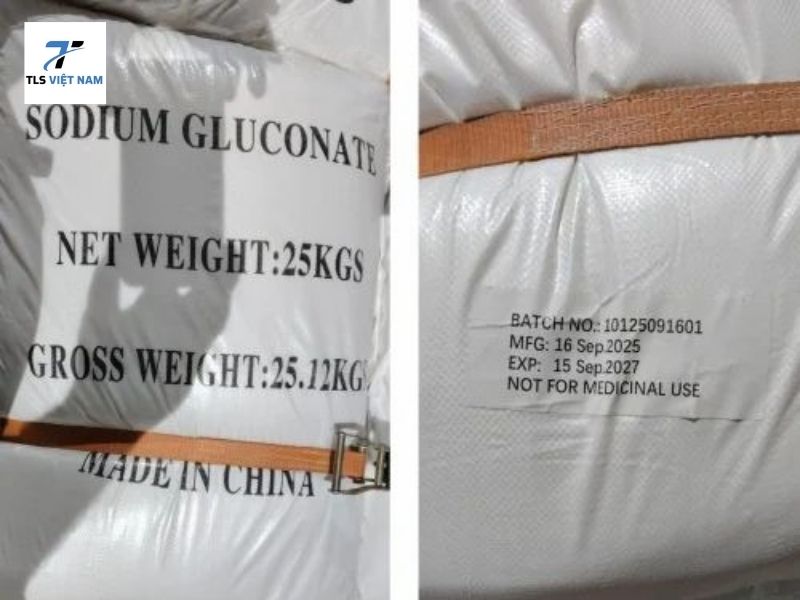 TLS VIỆT NAM
SODIUM GLUCONATE
NET WEIGHT:25KGS
GROSS WEIGHT:25.12KGS
MADE IN CHINA
BATCH NO.: 10125091601
MFG: 16 Sep.2025
EXP: 15 Sep.2027
NOT FOR MEDICINAL USE